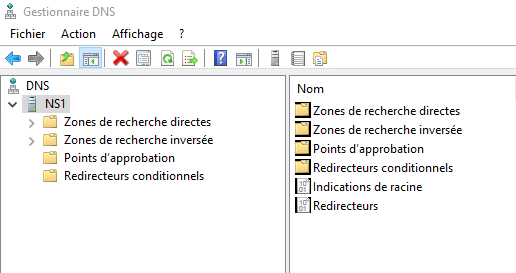 Gestionnaire DNS
Fichier Action Affichage ?
DNS
NS1
Zones de recherche directes
Zones de recherche inversée
Points d'approbation
Redirecteurs conditionnels
Nom
Zones de recherche directes
Zones de recherche inversée
Points d'approbation
Redirecteurs conditionnels
Indications de racine
Redirecteurs